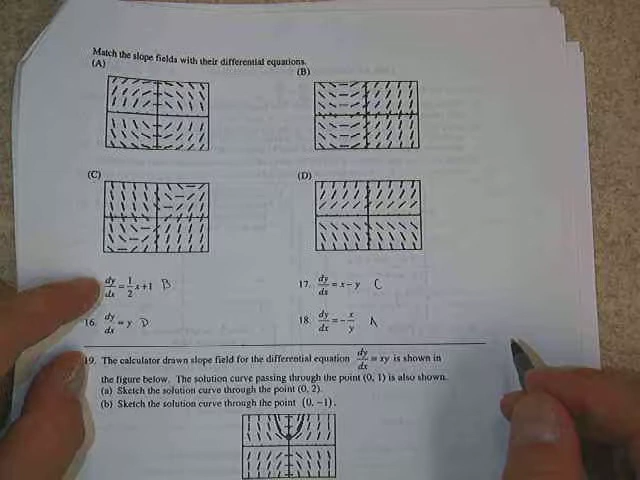 Match the slope fields with their differential equations.
(A) (B)
(C) (D)
dy/dx = 1/2 x + 1 B 17. dy/dx = x - y C
16. dy/dx = y D 18. dy/dx = - x/y A
19. The calculator drawn slope field for the differential equation dy/dx = xy is shown in
the figure below. The solution curve passing through the point (0, 1) is also shown.
(a) Sketch the solution curve through the point (0, 2).
(b) Sketch the solution curve through the point (0, -1).